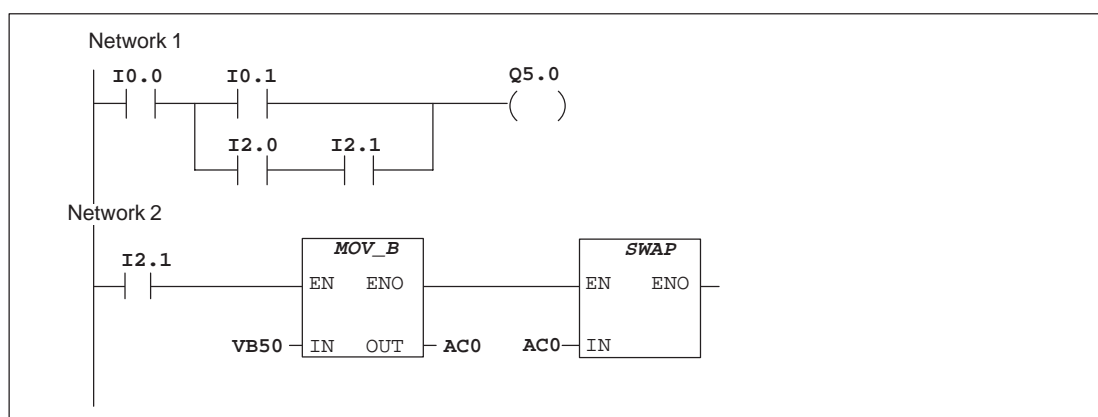 Network 1
I0.0 I0.1 Q5.0
I2.0 I2.1
Network 2
MOV_B SWAP
I2.1
EN ENO EN ENO
VB50 IN OUT AC0 AC0 IN